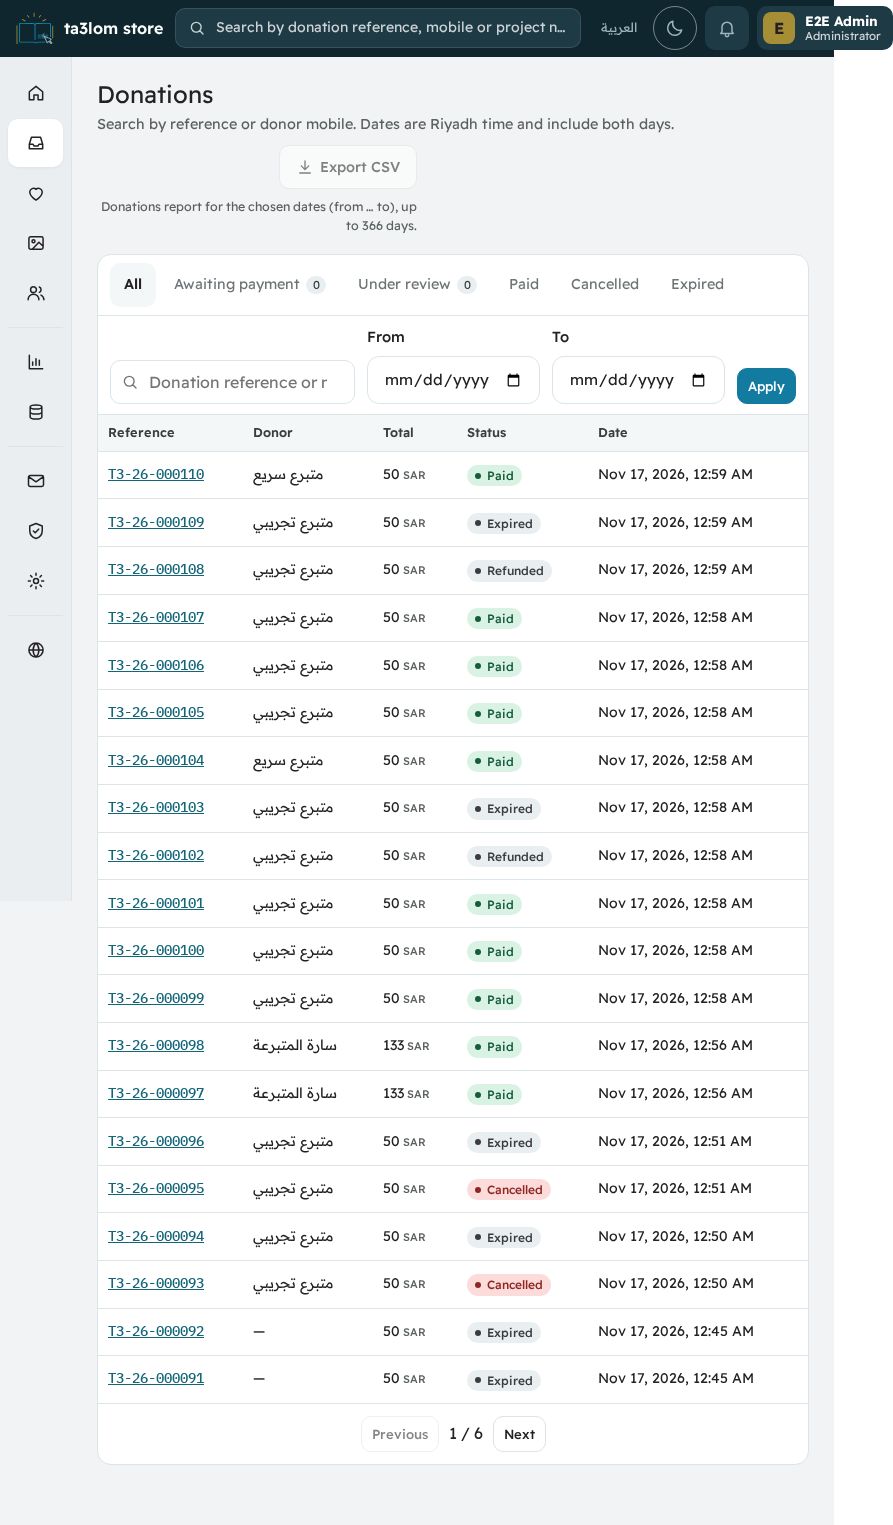 ta3lom store
Search by donation reference, mobile or project n…
العربية
E
E2E Admin
Administrator
Donations
Search by reference or donor mobile. Dates are Riyadh time and include both days.
Export CSV
Donations report for the chosen dates (from … to), up
to 366 days.
All Awaiting payment 0 Under review 0 Paid Cancelled Expired
From To
Donation reference or r mm/dd/yyyy mm/dd/yyyy Apply
Reference Donor Total Status Date
T3-26-000110 متبرع سريع 50 SAR Paid Nov 17, 2026, 12:59 AM
T3-26-000109 متبرع تجريبي 50 SAR Expired Nov 17, 2026, 12:59 AM
T3-26-000108 متبرع تجريبي 50 SAR Refunded Nov 17, 2026, 12:59 AM
T3-26-000107 متبرع تجريبي 50 SAR Paid Nov 17, 2026, 12:58 AM
T3-26-000106 متبرع تجريبي 50 SAR Paid Nov 17, 2026, 12:58 AM
T3-26-000105 متبرع تجريبي 50 SAR Paid Nov 17, 2026, 12:58 AM
T3-26-000104 متبرع سريع 50 SAR Paid Nov 17, 2026, 12:58 AM
T3-26-000103 متبرع تجريبي 50 SAR Expired Nov 17, 2026, 12:58 AM
T3-26-000102 متبرع تجريبي 50 SAR Refunded Nov 17, 2026, 12:58 AM
T3-26-000101 متبرع تجريبي 50 SAR Paid Nov 17, 2026, 12:58 AM
T3-26-000100 متبرع تجريبي 50 SAR Paid Nov 17, 2026, 12:58 AM
T3-26-000099 متبرع تجريبي 50 SAR Paid Nov 17, 2026, 12:58 AM
T3-26-000098 سارة المتبرعة 133 SAR Paid Nov 17, 2026, 12:56 AM
T3-26-000097 سارة المتبرعة 133 SAR Paid Nov 17, 2026, 12:56 AM
T3-26-000096 متبرع تجريبي 50 SAR Expired Nov 17, 2026, 12:51 AM
T3-26-000095 متبرع تجريبي 50 SAR Cancelled Nov 17, 2026, 12:51 AM
T3-26-000094 متبرع تجريبي 50 SAR Expired Nov 17, 2026, 12:50 AM
T3-26-000093 متبرع تجريبي 50 SAR Cancelled Nov 17, 2026, 12:50 AM
T3-26-000092 — 50 SAR Expired Nov 17, 2026, 12:45 AM
T3-26-000091 — 50 SAR Expired Nov 17, 2026, 12:45 AM
Previous 1 / 6 Next